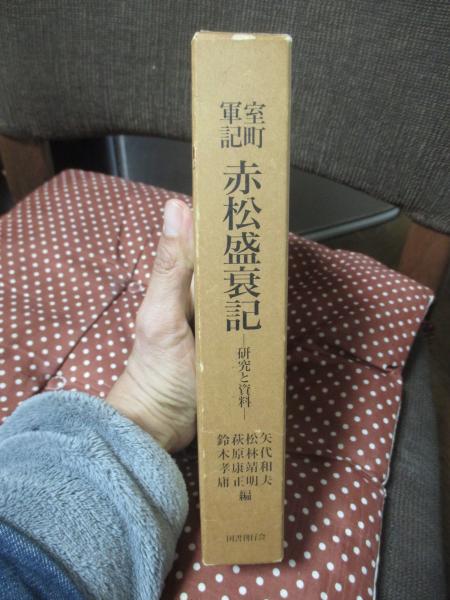 室町
軍記
赤松盛衰記
―研究と資料―
矢代和夫
松林靖明
萩原康正
鈴木孝庸
編
国書刊行会